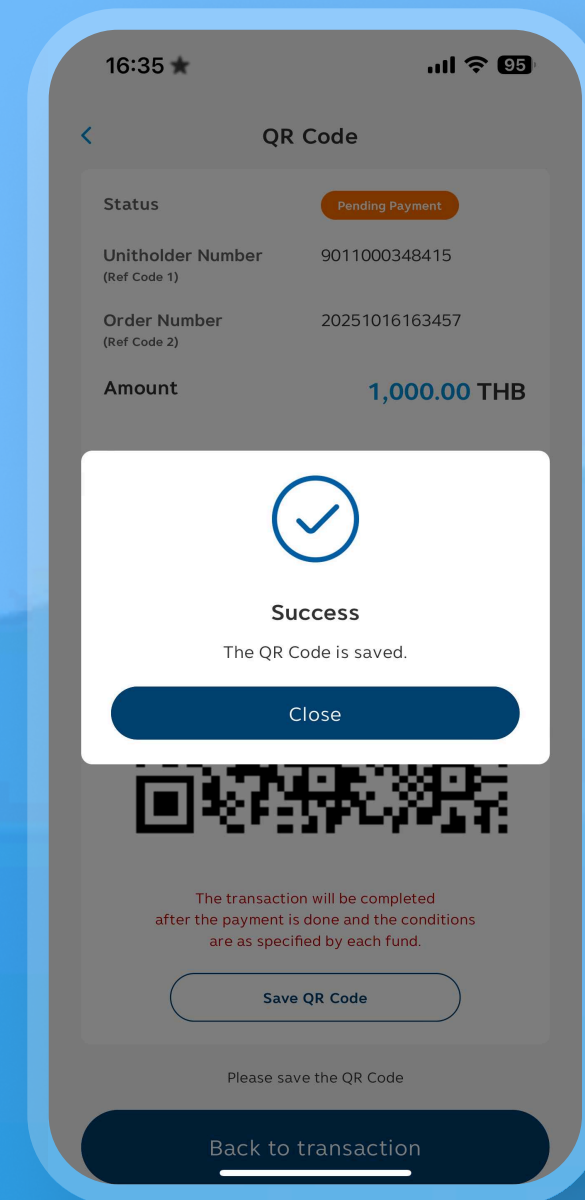 16:35
95
QR Code
Status
Pending Payment
Unitholder Number
9011000348415
(Ref Code 1)
Order Number
20251016163457
(Ref Code 2)
Amount
1,000.00 THB
Success
The QR Code is saved.
Close
The transaction will be completed
after the payment is done and the conditions
are as specified by each fund.
Save QR Code
Please save the QR Code
Back to transaction